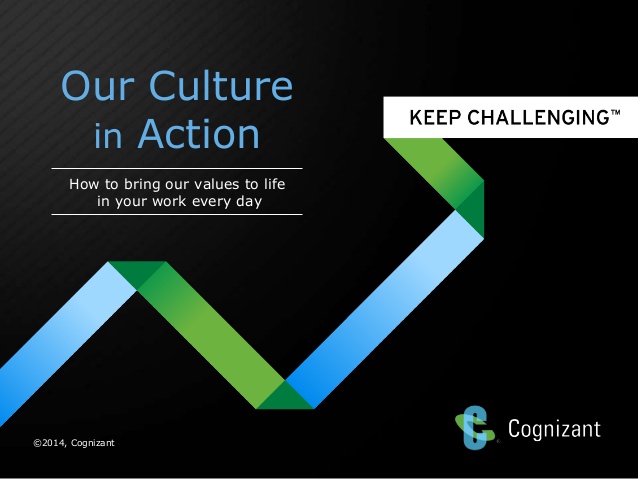 Our Culture
in Action
KEEP CHALLENGING™
How to bring our values to life
in your work every day
©2014, Cognizant
Cognizant